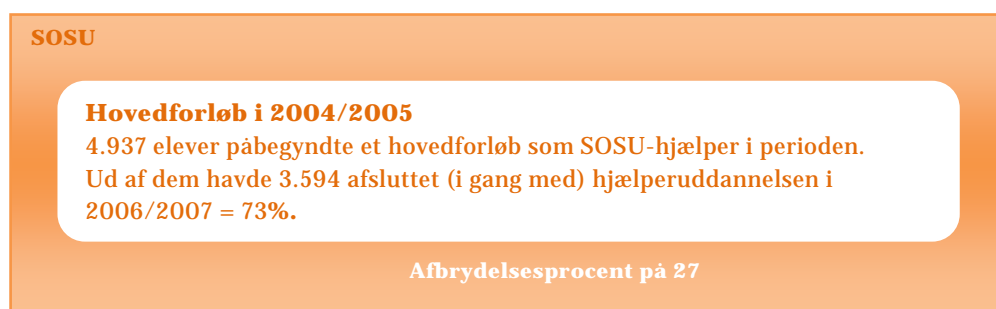 SOSU
Hovedforløb i 2004/2005
4.937 elever påbegyndte et hovedforløb som SOSU-hjælper i perioden.
Ud af dem havde 3.594 afsluttet (i gang med) hjælperuddannelsen i
2006/2007 = 73%.
Afbrydelsesprocent på 27